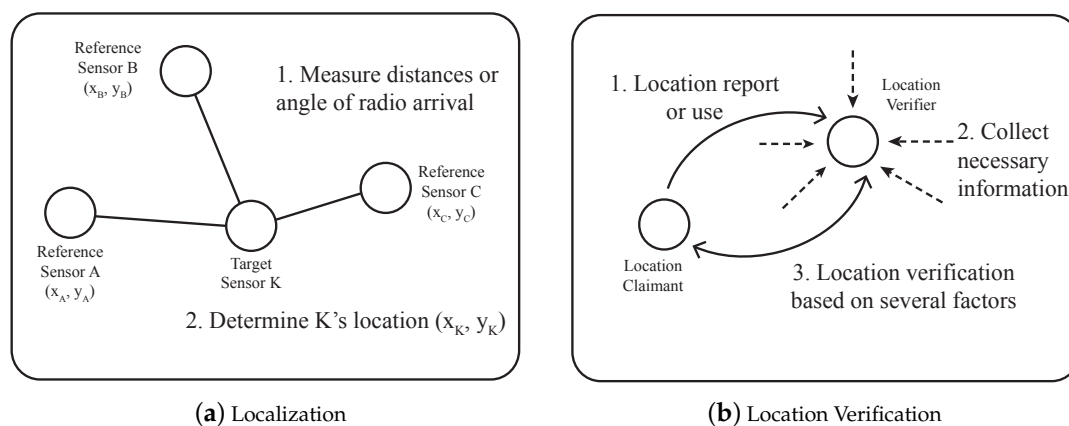 Reference
Sensor B
(x_B, y_B)
1. Measure distances or
angle of radio arrival
Reference
Sensor C
(x_C, y_C)
Reference
Sensor A
(x_A, y_A)
Target
Sensor K
2. Determine K's location (x_K, y_K)
(a) Localization
1. Location report
or use
Location
Verifier
2. Collect
necessary
information
Location
Claimant
3. Location verification
based on several factors
(b) Location Verification